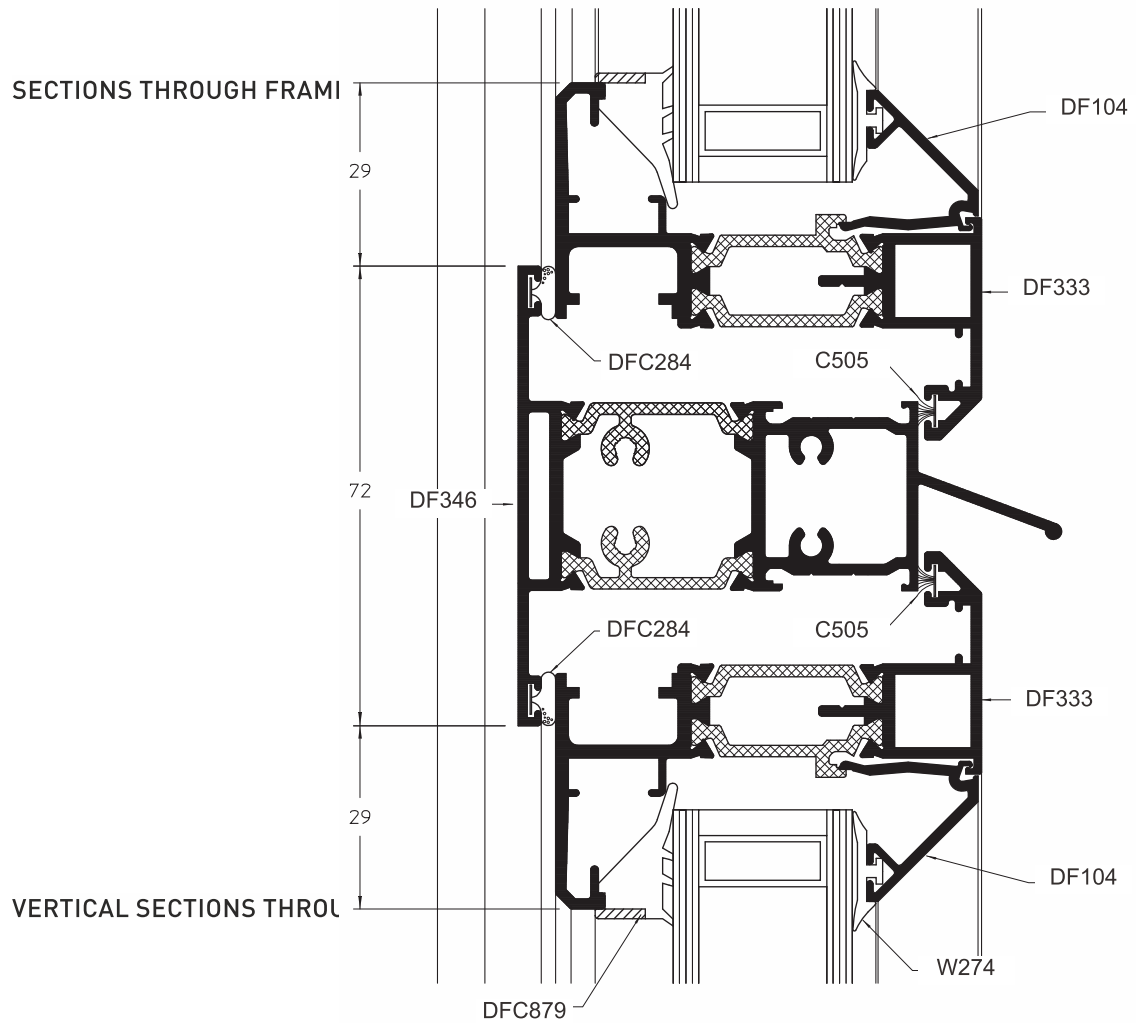 SECTIONS THROUGH FRAMI
DF104
29
DF333
DFC284
C505
72
DF346
DFC284
C505
DF333
29
DF104
VERTICAL SECTIONS THROU
W274
DFC879